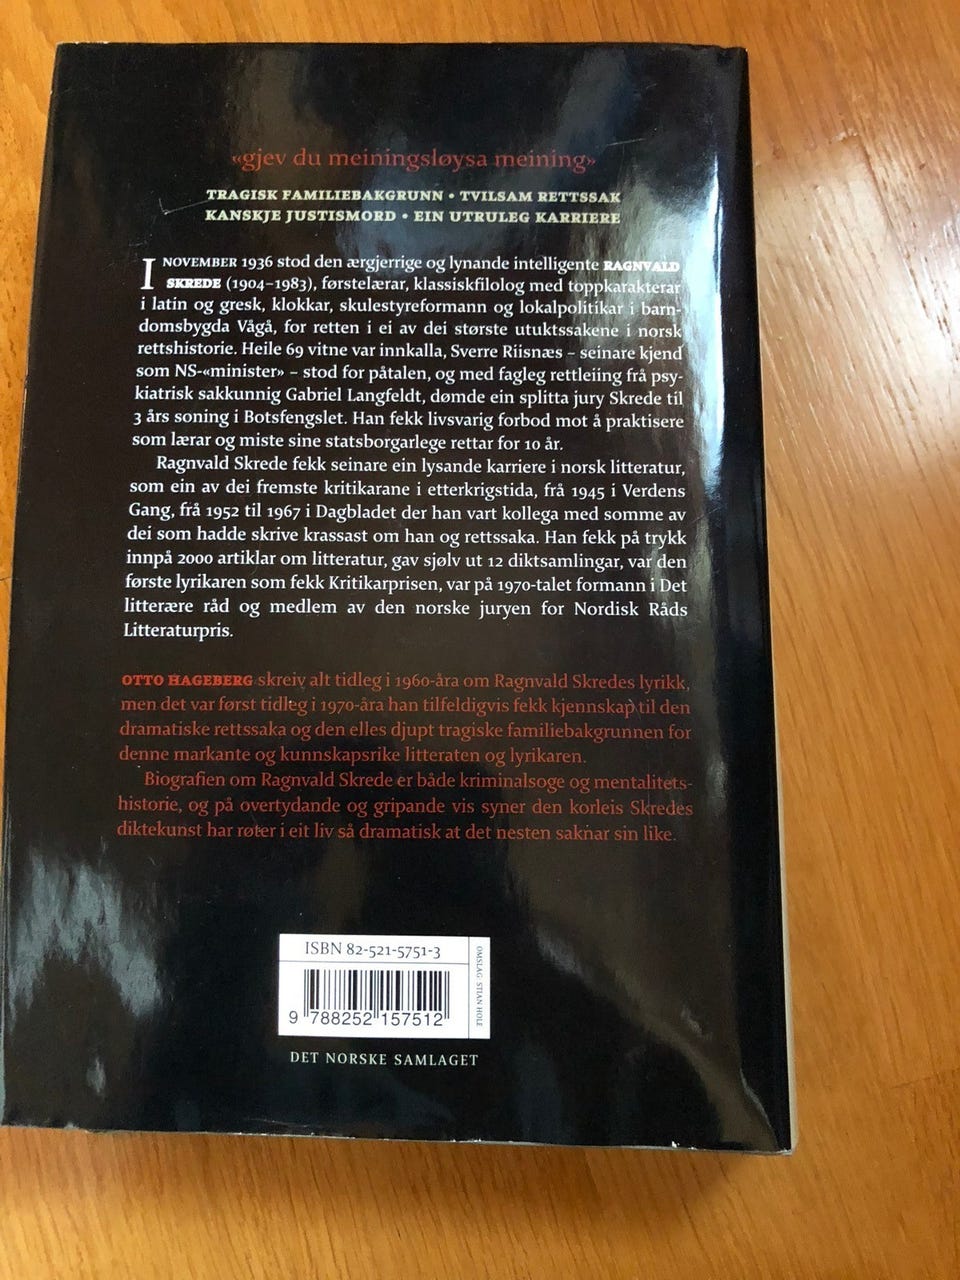 «gjev du meiningsløysa meining»
TRAGISK FAMILIEBAKGRUNN • TVILSAM RETTSSAK
KANSKJE JUSTISMORD • EIN UTRULEG KARRIERE
I NOVEMBER 1936 stod den ærgjerrige og lynande intelligente RAGNVALD
SKREDE (1904–1983), førstelærar, klassiskfilolog med toppkarakterar
i latin og gresk, klokkar, skulestyreformann og lokalpolitikar i barn-
domsbygda Vågå, for retten i ei av dei største utuktssakene i norsk
rettshistorie. Heile 69 vitne var innkalla, Sverre Riisnæs – seinare kjend
som NS-«minister» – stod for påtalen, og med fagleg rettleiing frå psy-
kiatrisk sakkunnig Gabriel Langfeldt, dømde ein splitta jury Skrede til
3 års soning i Botsfengslet. Han fekk livsvarig forbod mot å praktisere
som lærar og miste sine statsborgarlege rettar for 10 år.
Ragnvald Skrede fekk seinare ein lysande karriere i norsk litteratur,
som ein av dei fremste kritikarane i etterkrigstida, frå 1945 i Verdens
Gang, frå 1952 til 1967 i Dagbladet der han vart kollega med somme av
dei som hadde skrive krassast om han og rettssaka. Han fekk på trykk
innpå 2000 artiklar om litteratur, gav sjølv ut 12 diktsamlingar, var den
første lyrikaren som fekk Kritikarprisen, var på 1970-talet formann i Det
litterære råd og medlem av den norske juryen for Nordisk Råds
Litteraturpris.
OTTO HAGEBERG skreiv alt tidleg i 1960-åra om Ragnvald Skredes lyrikk,
men det var først tidleg i 1970-åra han tilfeldigvis fekk kjennskap til den
dramatiske rettssaka og den elles djupt tragiske familiebakgrunnen for
denne markante og kunnskapsrike litteraten og lyrikaren.
Biografien om Ragnvald Skrede er både kriminalsoge og mentalitets-
historie, og på overtydande og gripande vis syner den korleis Skredes
diktekunst har røter i eit liv så dramatisk at det nesten saknar sin like.
ISBN 82-521-5751-3
9 788252 157512
OMSLAG: STIAN HOLE
DET NORSKE SAMLAGET